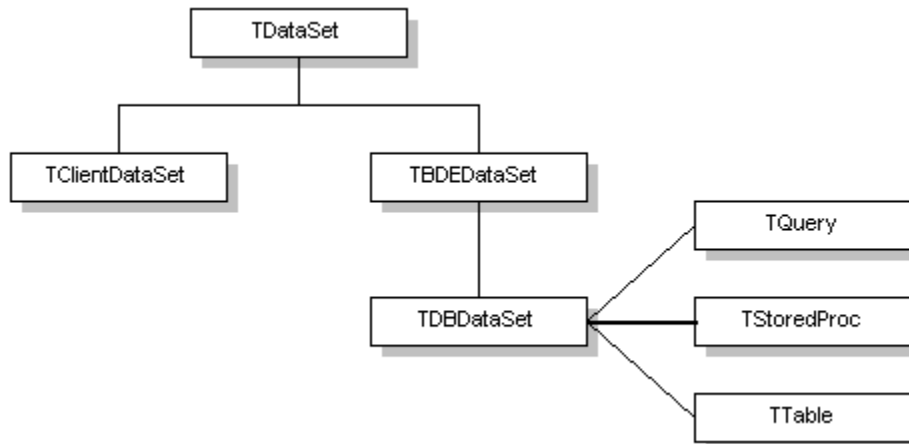 TDataSet
TClientDataSet
TBDEDataSet
TQuery
TDBDataSet
TStoredProc
TTable